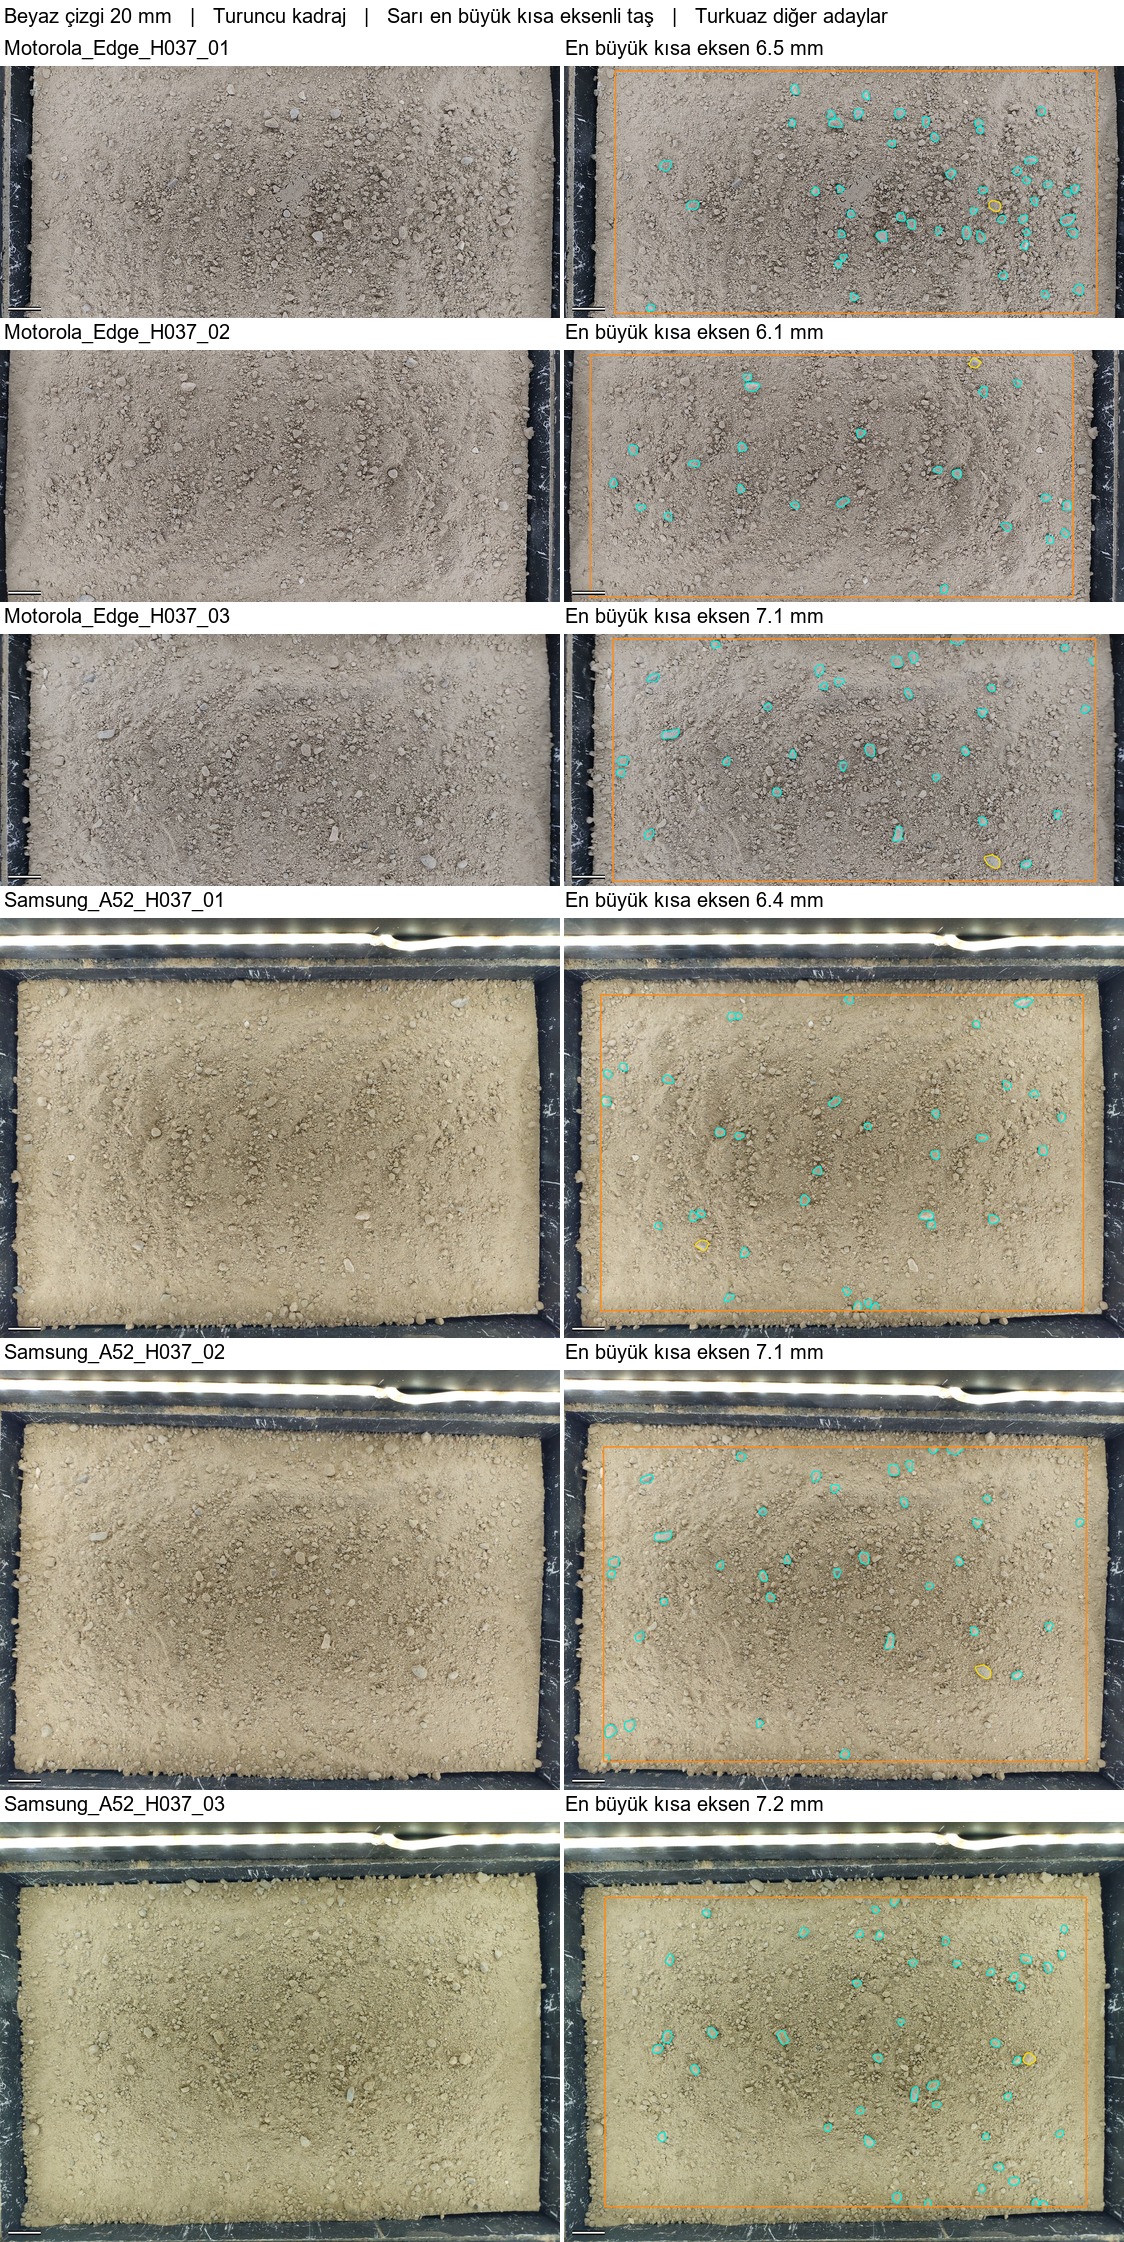 Beyaz çizgi 20 mm | Turuncu kadraj | Sarı en büyük kısa eksenli taş | Turkuaz diğer adaylar
Motorola_Edge_H037_01 En büyük kısa eksen 6.5 mm
Motorola_Edge_H037_02 En büyük kısa eksen 6.1 mm
Motorola_Edge_H037_03 En büyük kısa eksen 7.1 mm
Samsung_A52_H037_01 En büyük kısa eksen 6.4 mm
Samsung_A52_H037_02 En büyük kısa eksen 7.1 mm
Samsung_A52_H037_03 En büyük kısa eksen 7.2 mm